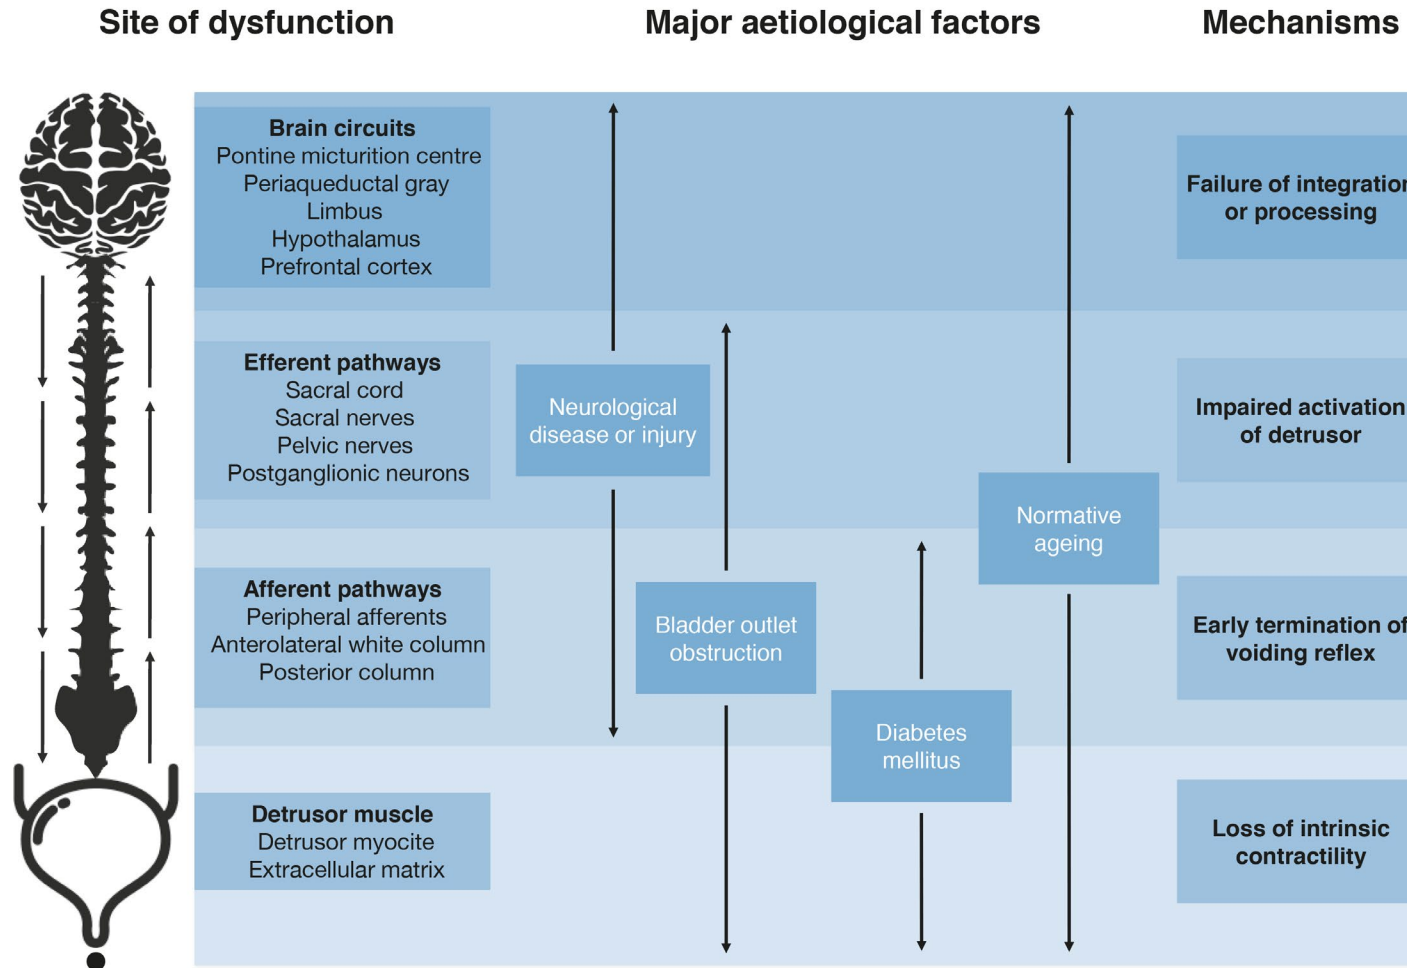 Site of dysfunction
Major aetiological factors
Mechanisms
Brain circuits
Pontine micturition centre
Periaqueductal gray
Limbus
Hypothalamus
Prefrontal cortex
Failure of integration
or processing
Efferent pathways
Sacral cord
Sacral nerves
Pelvic nerves
Postganglionic neurons
Neurological
disease or injury
Impaired activation
of detrusor
Normative
ageing
Afferent pathways
Peripheral afferents
Anterolateral white column
Posterior column
Bladder outlet
obstruction
Early termination of
voiding reflex
Diabetes
mellitus
Detrusor muscle
Detrusor myocite
Extracellular matrix
Loss of intrinsic
contractility